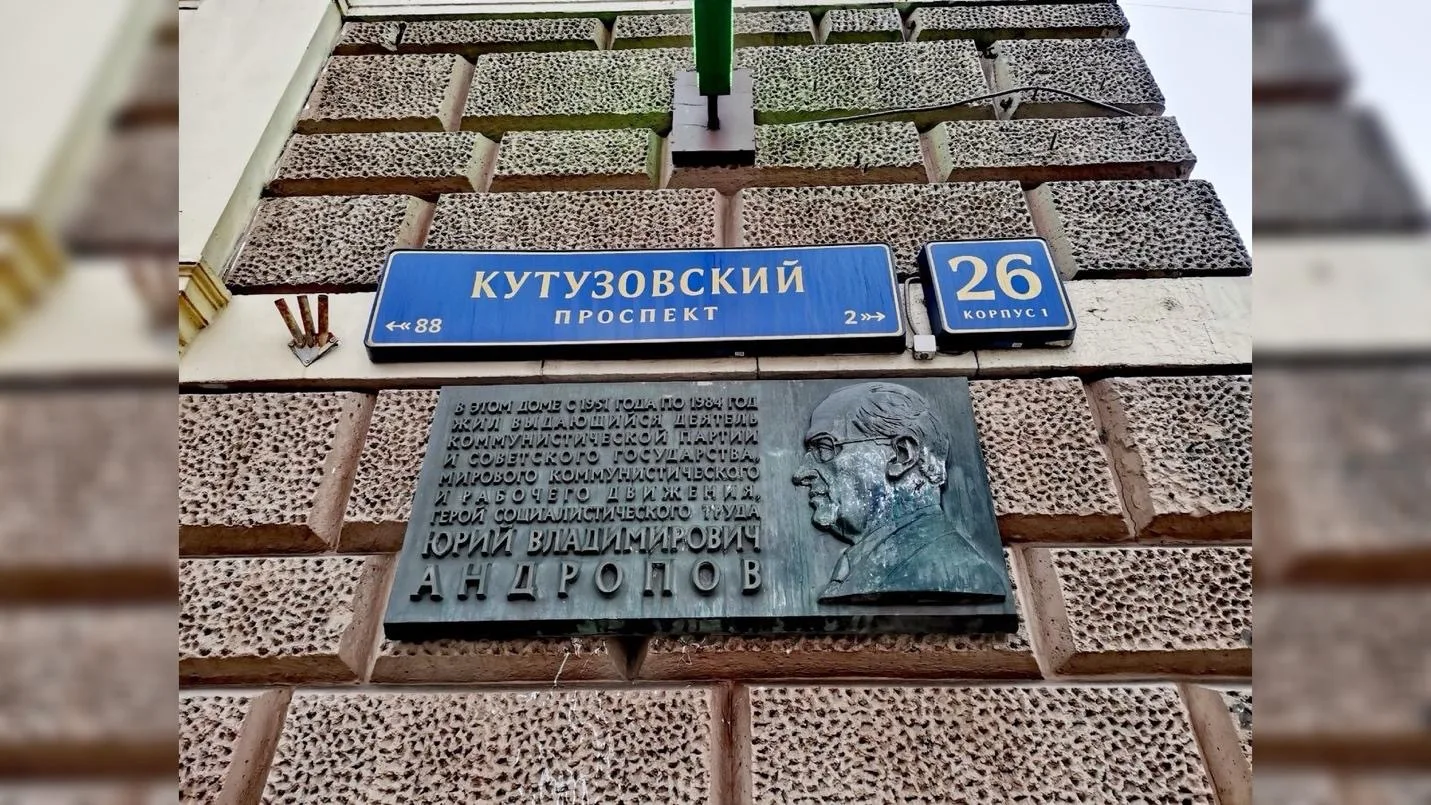 КУТУЗОВСКИЙ
ПРОСПЕКТ
88
2
26
КОРПУС 1
В ЭТОМ ДОМЕ С 1951 ГОДА ПО 1984 ГОД
ЖИЛ ВЫДАЮЩИЙСЯ ДЕЯТЕЛЬ
КОММУНИСТИЧЕСКОЙ ПАРТИИ
И СОВЕТСКОГО ГОСУДАРСТВА,
МИРОВОГО КОММУНИСТИЧЕСКОГО
И РАБОЧЕГО ДВИЖЕНИЯ,
ГЕРОЙ СОЦИАЛИСТИЧЕСКОГО ТРУДА
ЮРИЙ ВЛАДИМИРОВИЧ
АНДРОПОВ